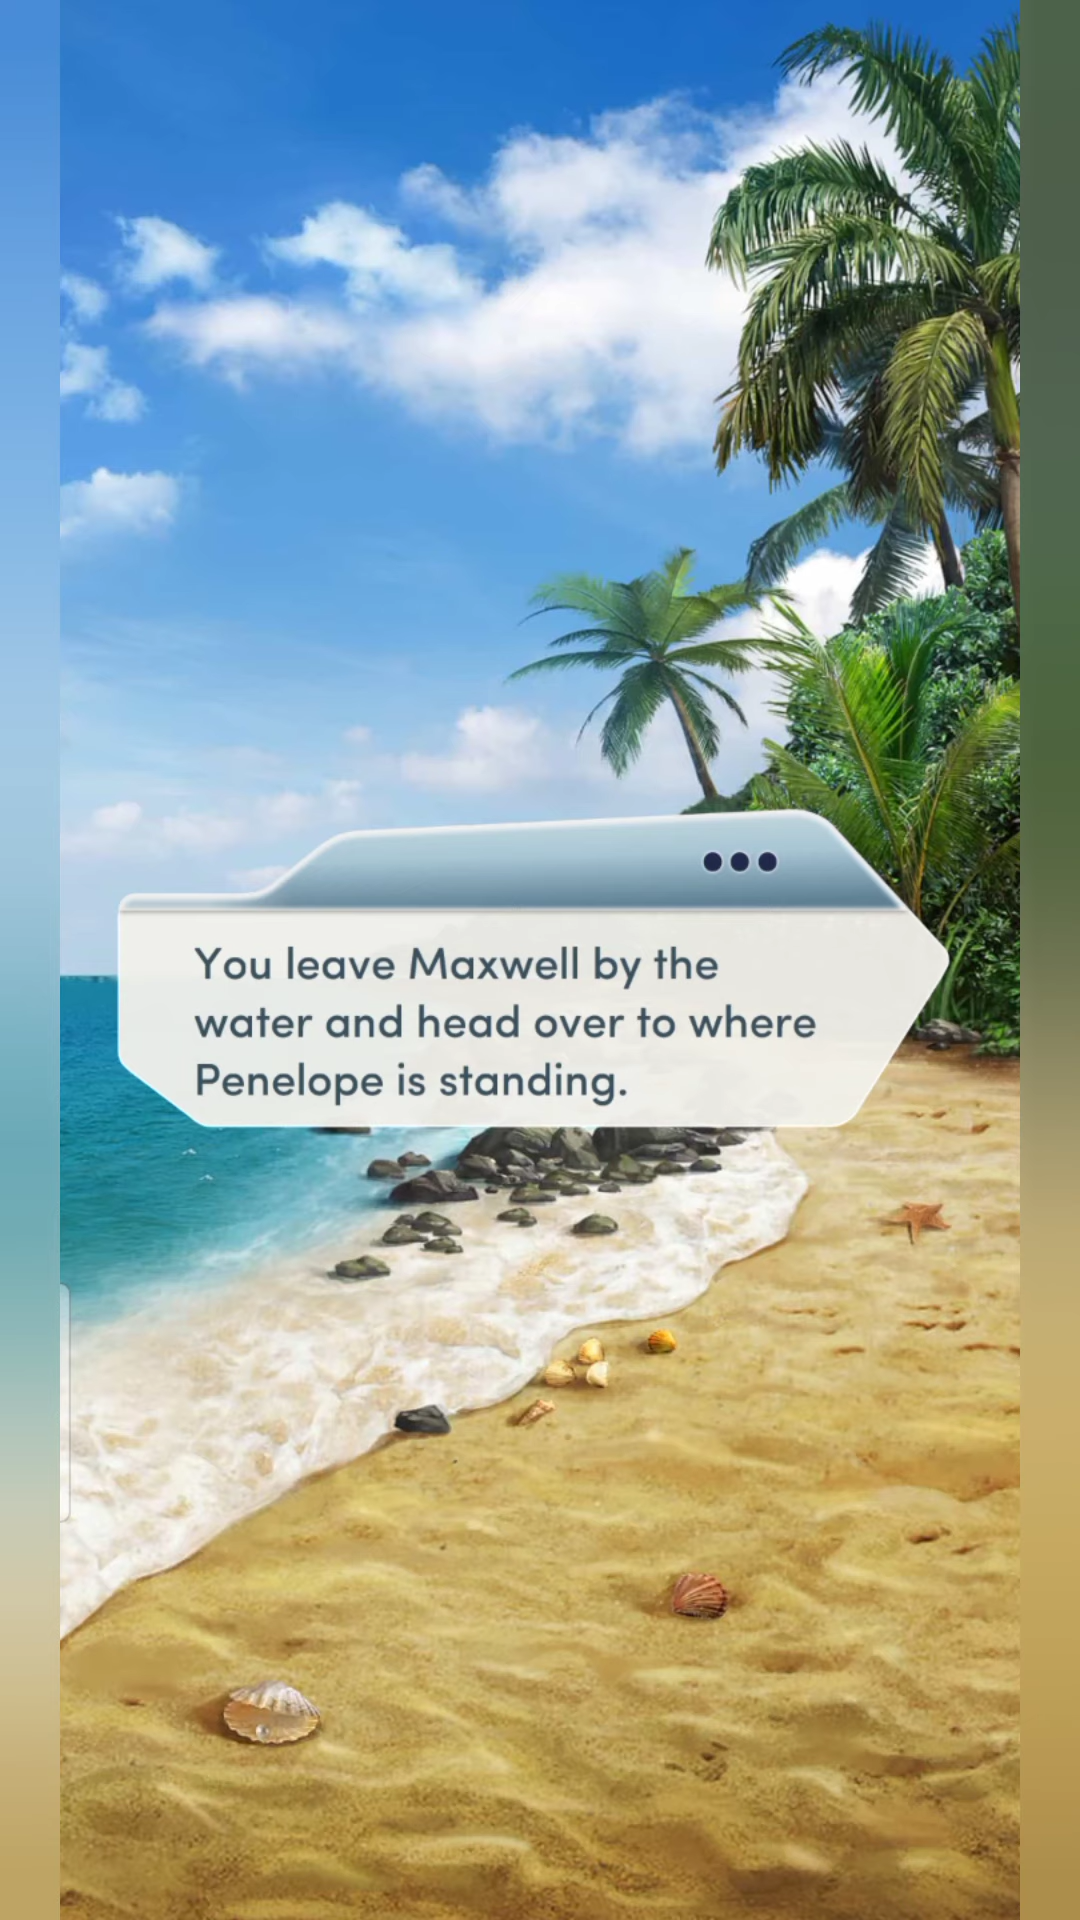 You leave Maxwell by the
water and head over to where
Penelope is standing.